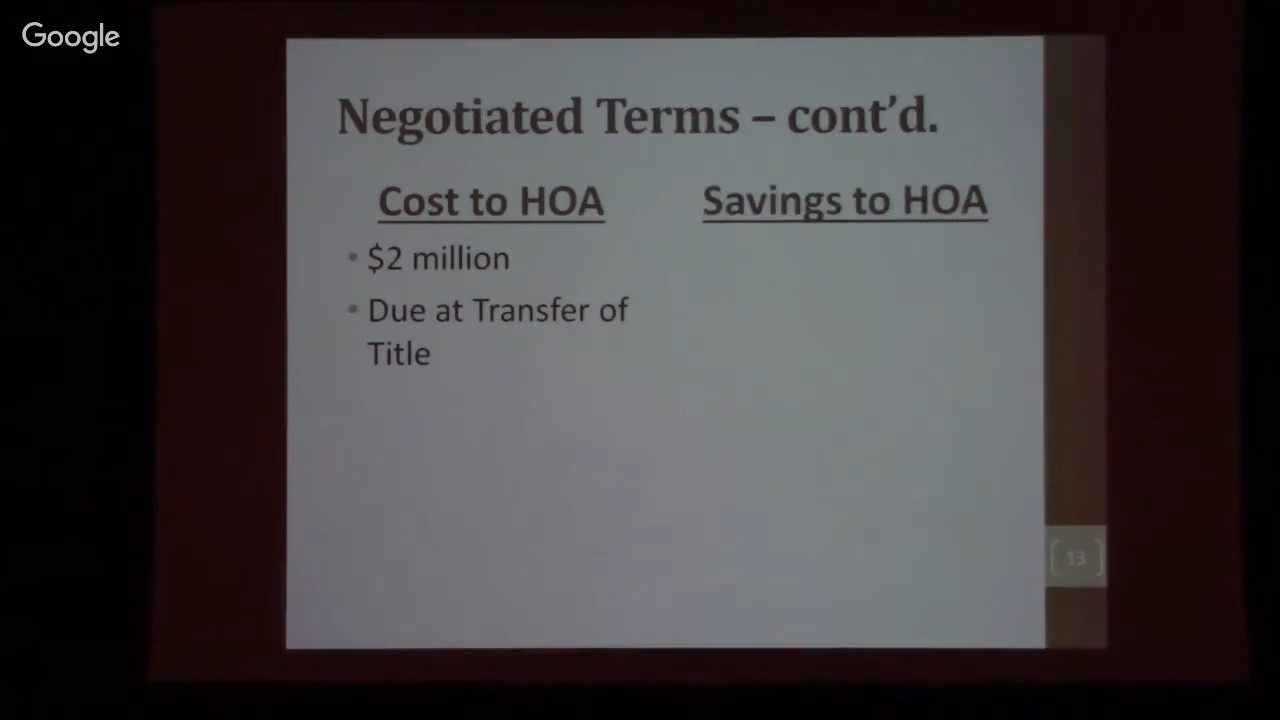 Google
Negotiated Terms – cont’d.
Cost to HOA
Savings to HOA
• $2 million
• Due at Transfer of
Title
[ 13 ]